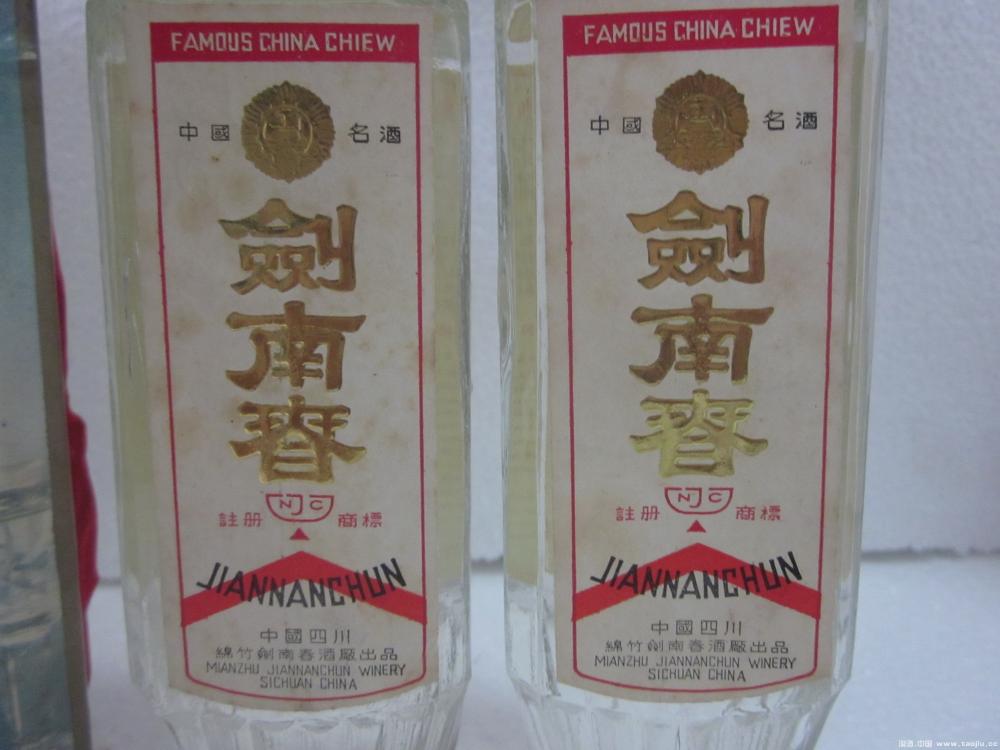 FAMOUS CHINA CHIEW
中國 名酒
劍南春
NJC
註册 商標
JIANNANCHUN
中國四川
綿竹劍南春酒廠出品
MIANZHU JIANNANCHUN WINERY
SICHUAN CHINA
FAMOUS CHINA CHIEW
中國 名酒
劍南春
NJC
註册 商標
JIANNANCHUN
中國四川
綿竹劍南春酒廠出品
MIANZHU JIANNANCHUN WINERY
SICHUAN CHINA